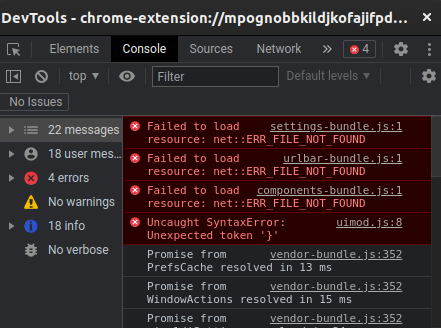 DevTools - chrome-extension://mpognobbkildjkofajifpd...
Elements Console » 4
top Filter Default levels
No Issues
22 messages
18 user mes...
4 errors
No warnings
18 info
No verbose
Failed to load settings-bundle.js:1
resource: net::ERR_FILE_NOT_FOUND
Failed to load urlbar-bundle.js:1
resource: net::ERR_FILE_NOT_FOUND
Failed to load components-bundle.js:1
resource: net::ERR_FILE_NOT_FOUND
Uncaught SyntaxError: uimod.js:8
Unexpected token '}'
Promise from vendor-bundle.js:352
PrefsCache resolved in 13 ms
Promise from vendor-bundle.js:352
WindowActions resolved in 15 ms
Promise from vendor-bundle.js:352